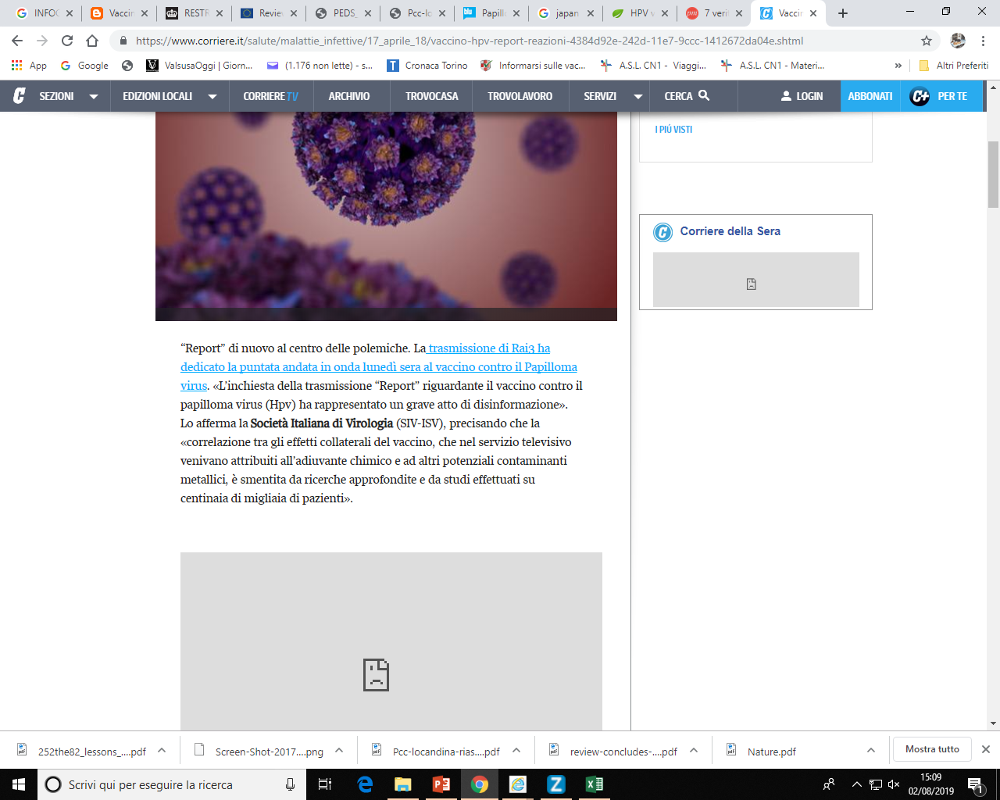 INFOC
Vaccin
RESTR
Review
PEDS_
Pcc-lo
Papill
japan
HPV v
7 veri
Vaccin
https://www.corriere.it/salute/malattie_infettive/17_aprile_18/vaccino-hpv-report-reazioni-4384d92e-242d-11e7-9ccc-1412672da04e.shtml
App Google ValsusaOggi | Giorn... (1.176 non lette) - s... Cronaca Torino Informarsi sulle vac... A.S.L. CN1 - Viaggi... A.S.L. CN1 - Materi... » Altri Preferiti
SEZIONI EDIZIONI LOCALI CORRIERE TV ARCHIVIO TROVOCASA TROVOLAVORO SERVIZI CERCA LOGIN ABBONATI C+ PER TE
I PIÚ VISTI
Corriere della Sera
“Report” di nuovo al centro delle polemiche. La trasmissione di Rai3 ha
dedicato la puntata andata in onda lunedì sera al vaccino contro il Papilloma
virus. «L’inchiesta della trasmissione “Report” riguardante il vaccino contro il
papilloma virus (Hpv) ha rappresentato un grave atto di disinformazione».
Lo afferma la Società Italiana di Virologia (SIV-ISV), precisando che la
«correlazione tra gli effetti collaterali del vaccino, che nel servizio televisivo
venivano attribuiti all’adiuvante chimico e ad altri potenziali contaminanti
metallici, è smentita da ricerche approfondite e da studi effettuati su
centinaia di migliaia di pazienti».
252the82_lessons_....pdf Screen-Shot-2017....png Pcc-locandina-rias....pdf review-concludes-....pdf Nature.pdf Mostra tutto
Scrivi qui per eseguire la ricerca
15:09
02/08/2019
1